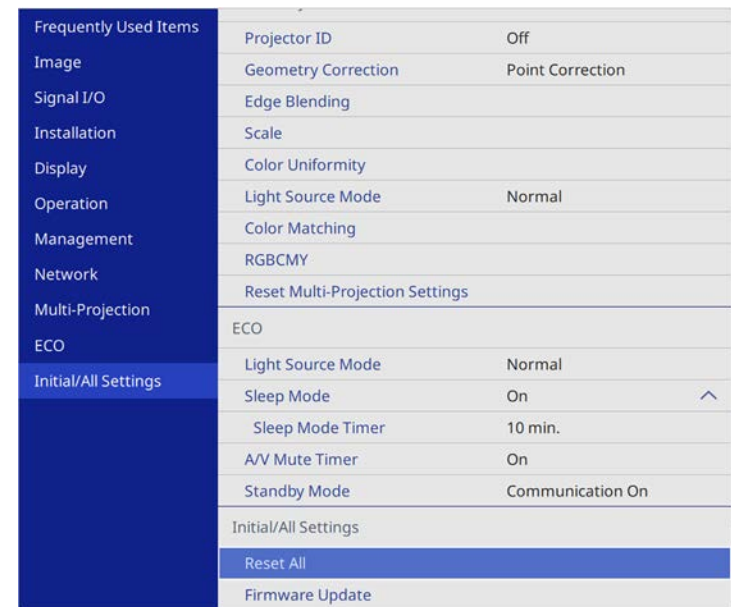 Frequently Used Items
Image
Signal I/O
Installation
Display
Operation
Management
Network
Multi-Projection
ECO
Initial/All Settings
Projector ID Off
Geometry Correction Point Correction
Edge Blending
Scale
Color Uniformity
Light Source Mode Normal
Color Matching
RGBCMY
Reset Multi-Projection Settings
ECO
Light Source Mode Normal
Sleep Mode On
Sleep Mode Timer 10 min.
A/V Mute Timer On
Standby Mode Communication On
Initial/All Settings
Reset All
Firmware Update